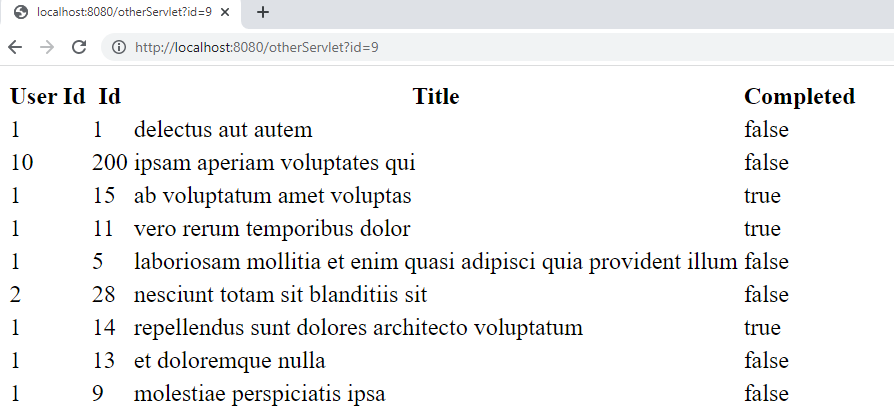 localhost:8080/otherServlet?id=9
http://localhost:8080/otherServlet?id=9
User Id Id Title Completed
1 1 delectus aut autem false
10 200 ipsam aperiam voluptates qui false
1 15 ab voluptatum amet voluptas true
1 11 vero rerum temporibus dolor true
1 5 laboriosam mollitia et enim quasi adipisci quia provident illum false
2 28 nesciunt totam sit blanditiis sit false
1 14 repellendus sunt dolores architecto voluptatum true
1 13 et doloremque nulla false
1 9 molestiae perspiciatis ipsa false